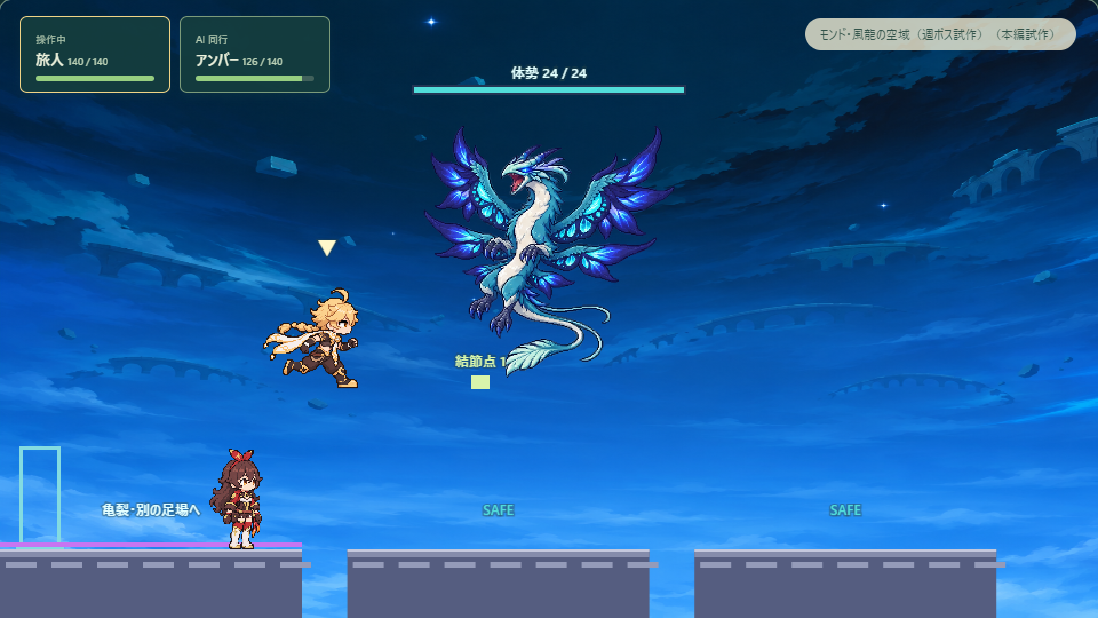 操作中
旅人 140 / 140
AI 同行
アンバー 126 / 140
体勢 24 / 24
モンド・風龍の空域（週ボス試作）（本編試作）
結節点 1
亀裂-別の足場へ
SAFE
SAFE